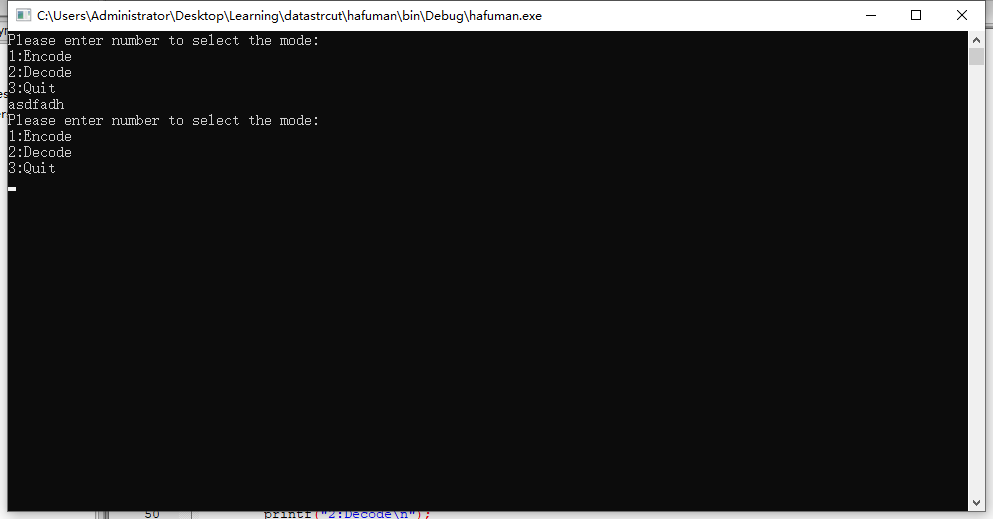 C:\Users\Administrator\Desktop\Learning\datastrcut\hafuman\bin\Debug\hafuman.exe
Please enter number to select the mode:
1:Encode
2:Decode
3:Quit
asdfadh
Please enter number to select the mode:
1:Encode
2:Decode
3:Quit
50 printf("2:Decode\n");